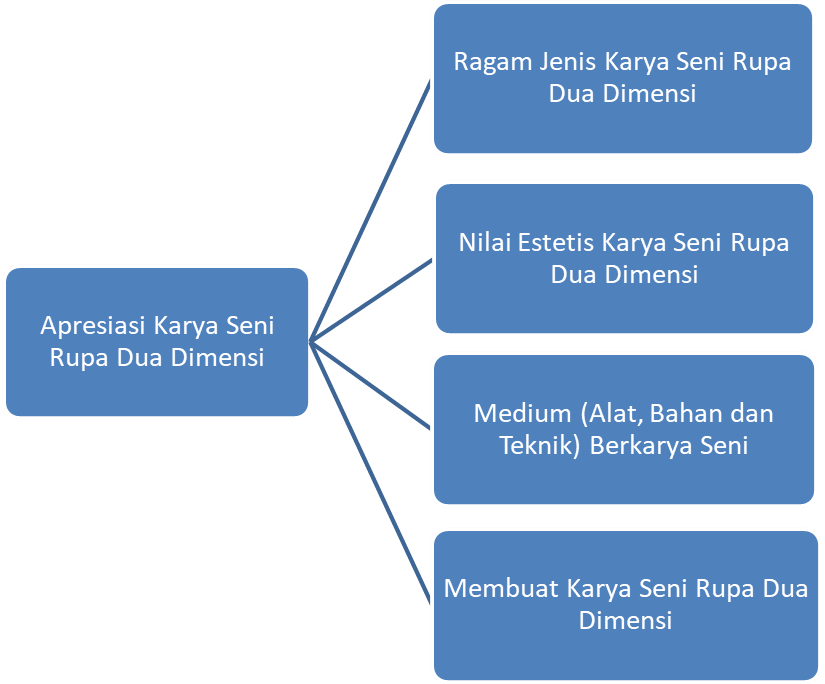 Apresiasi Karya Seni
Rupa Dua Dimensi
Ragam Jenis Karya Seni Rupa
Dua Dimensi
Nilai Estetis Karya Seni Rupa
Dua Dimensi
Medium (Alat, Bahan dan
Teknik) Berkarya Seni
Membuat Karya Seni Rupa Dua
Dimensi